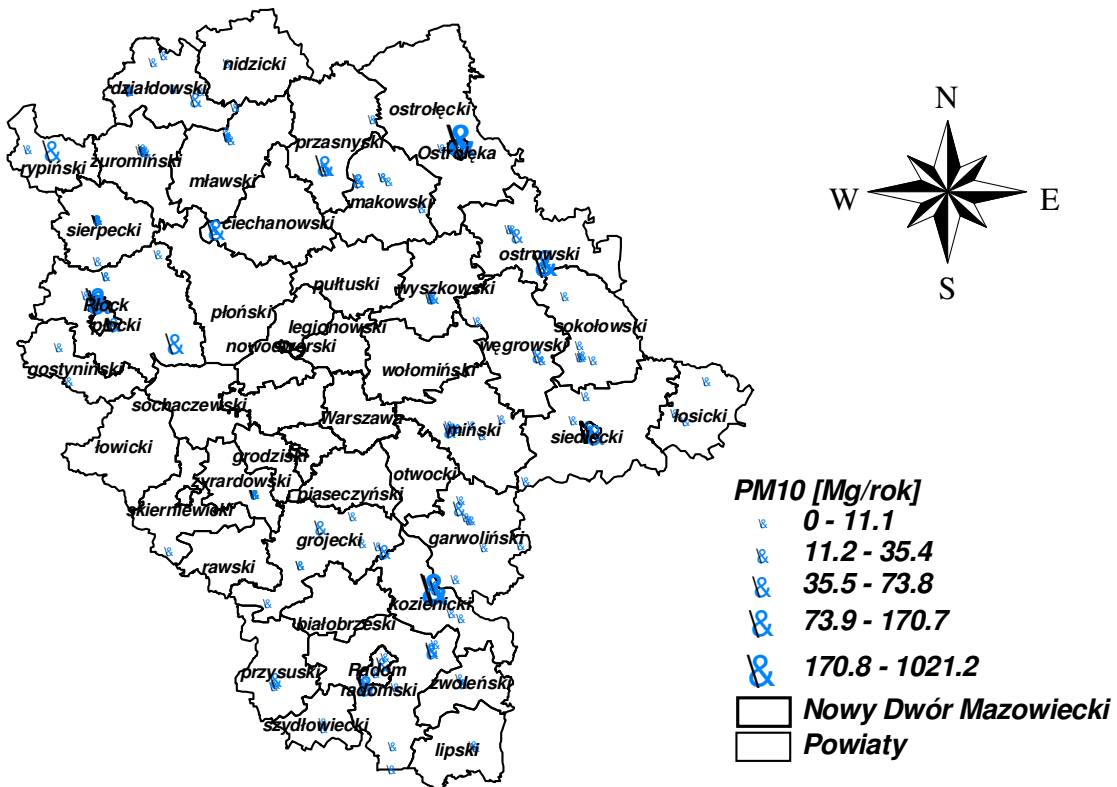 nidzicki
działdowski
ostrołęcki
przasnyski
Ostrołęka
rypiński
żuromiński
mławski
makowski
sierpecki
ciechanowski
ostrowski
pułtuski
wyszkowski
Płock
płocki
płoński
legionowski
sokołowski
nowodworski
węgrowski
gostyniński
wołomiński
sochaczewski
Warszawa
łosicki
miński
siedlecki
łowicki
grodziski
otwocki
żyrardowski
piaseczyński
skierniewicki
grójecki
garwoliński
rawski
kozienicki
białobrzeski
przysuski
Radom
radomski
zwoleński
szydłowiecki
lipski
N
W
E
S
PM10 [Mg/rok]
& 0 - 11.1
& 11.2 - 35.4
& 35.5 - 73.8
& 73.9 - 170.7
& 170.8 - 1021.2
Nowy Dwór Mazowiecki
Powiaty